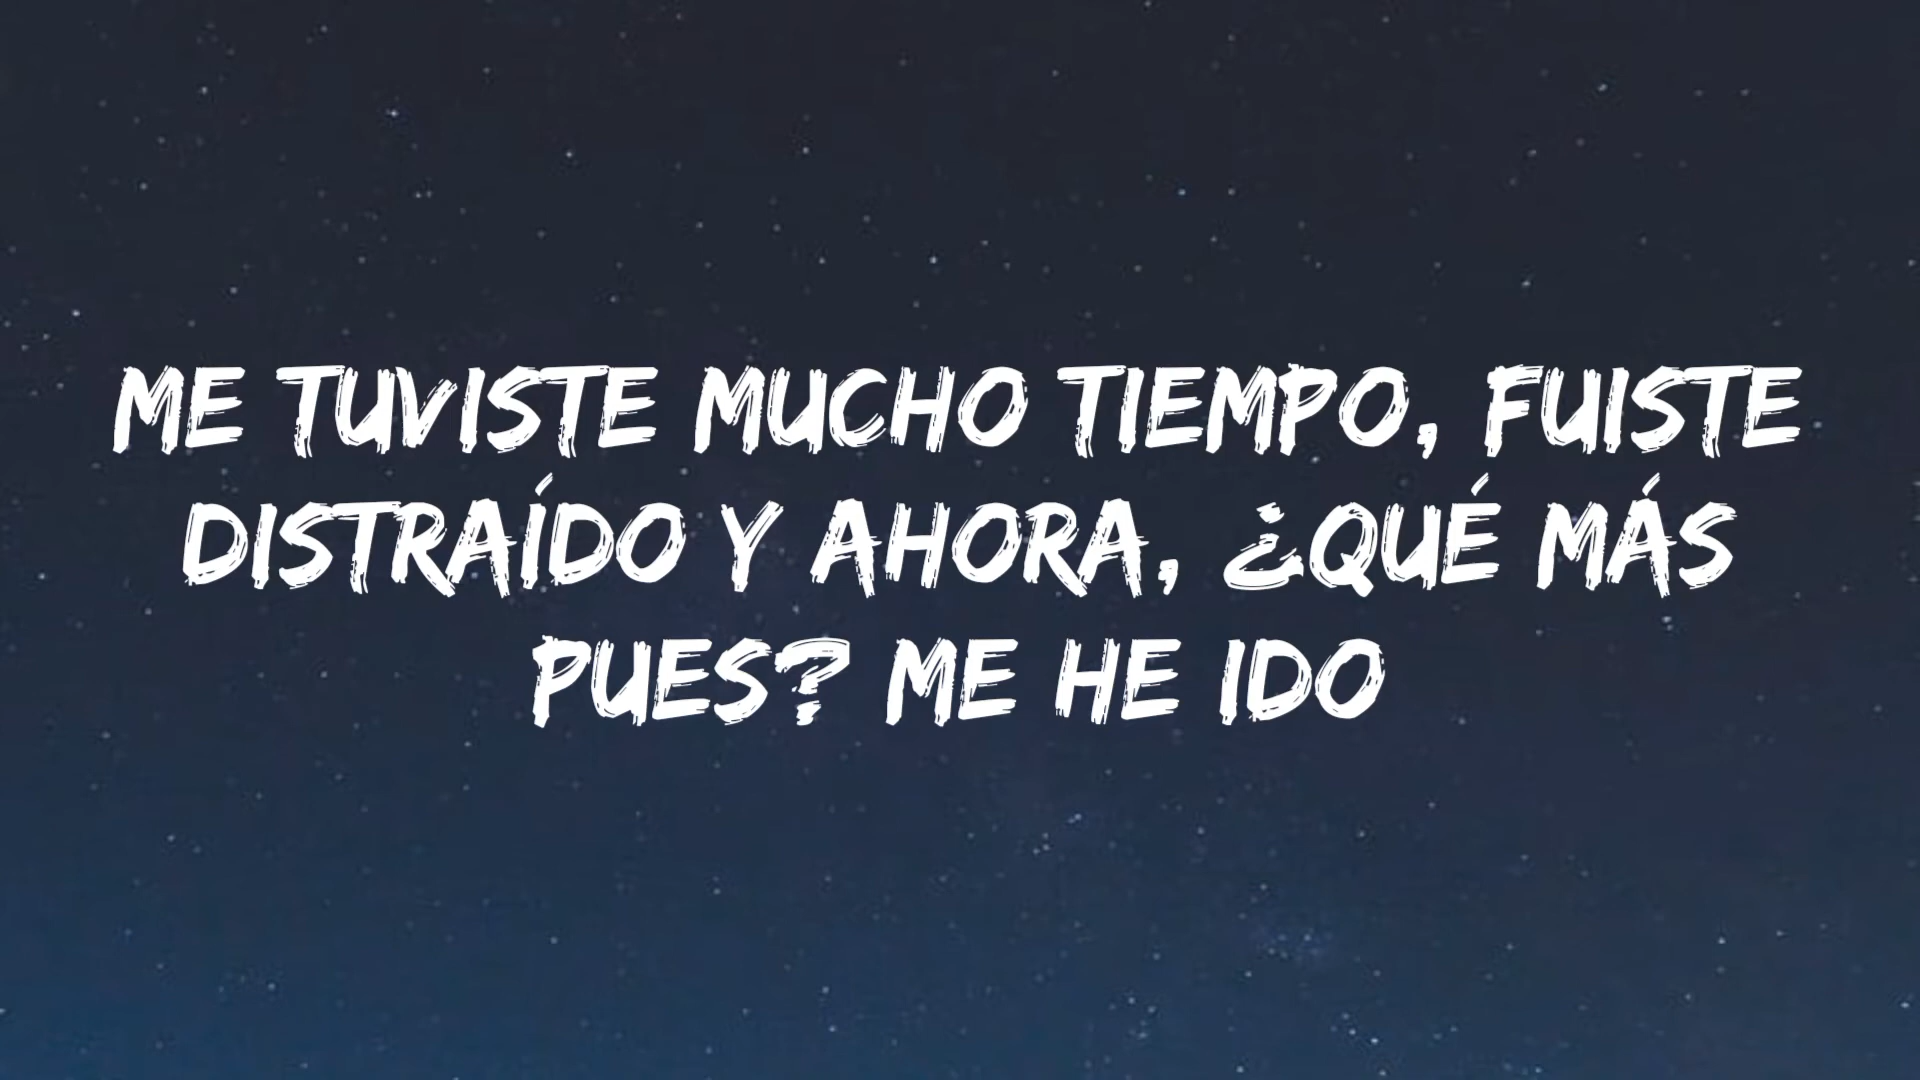 ME TUVISTE MUCHO TIEMPO, FUISTE
DISTRAÍDO Y AHORA, ¿QUÉ MÁS
PUES? ME HE IDO